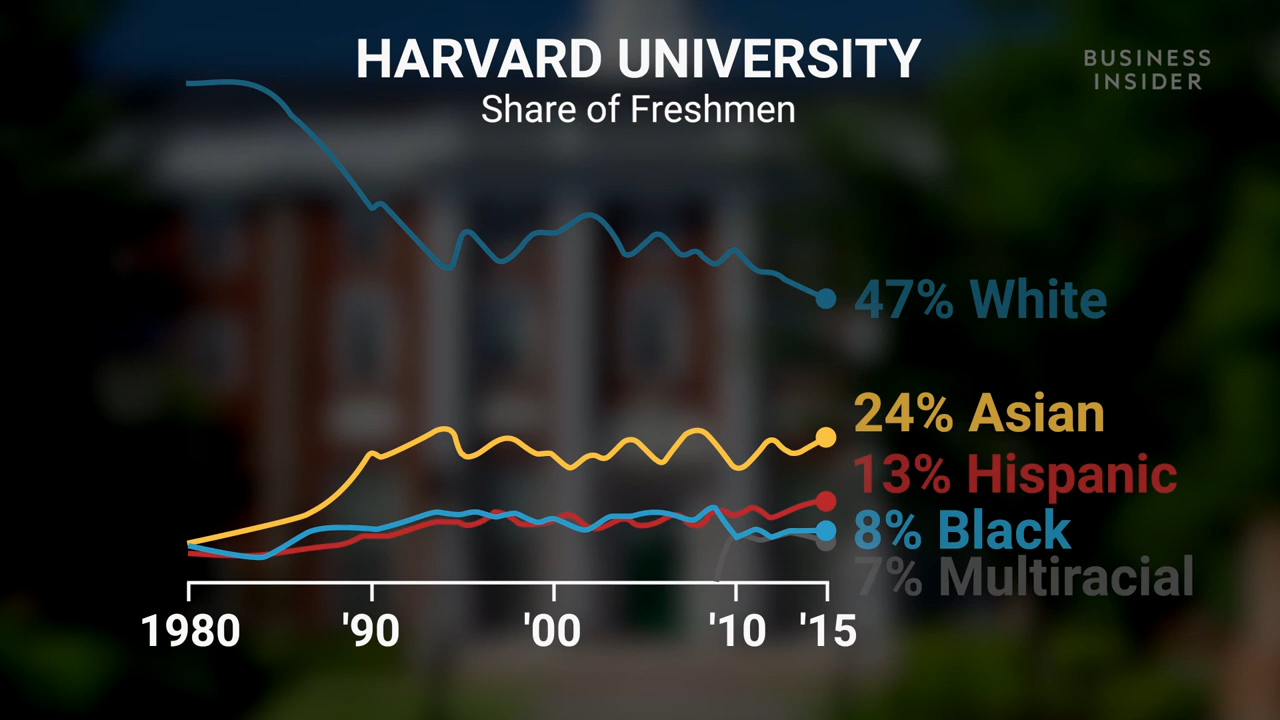 HARVARD UNIVERSITY
Share of Freshmen
BUSINESS
INSIDER
47% White
24% Asian
13% Hispanic
8% Black
7% Multiracial
1980 '90 '00 '10 '15